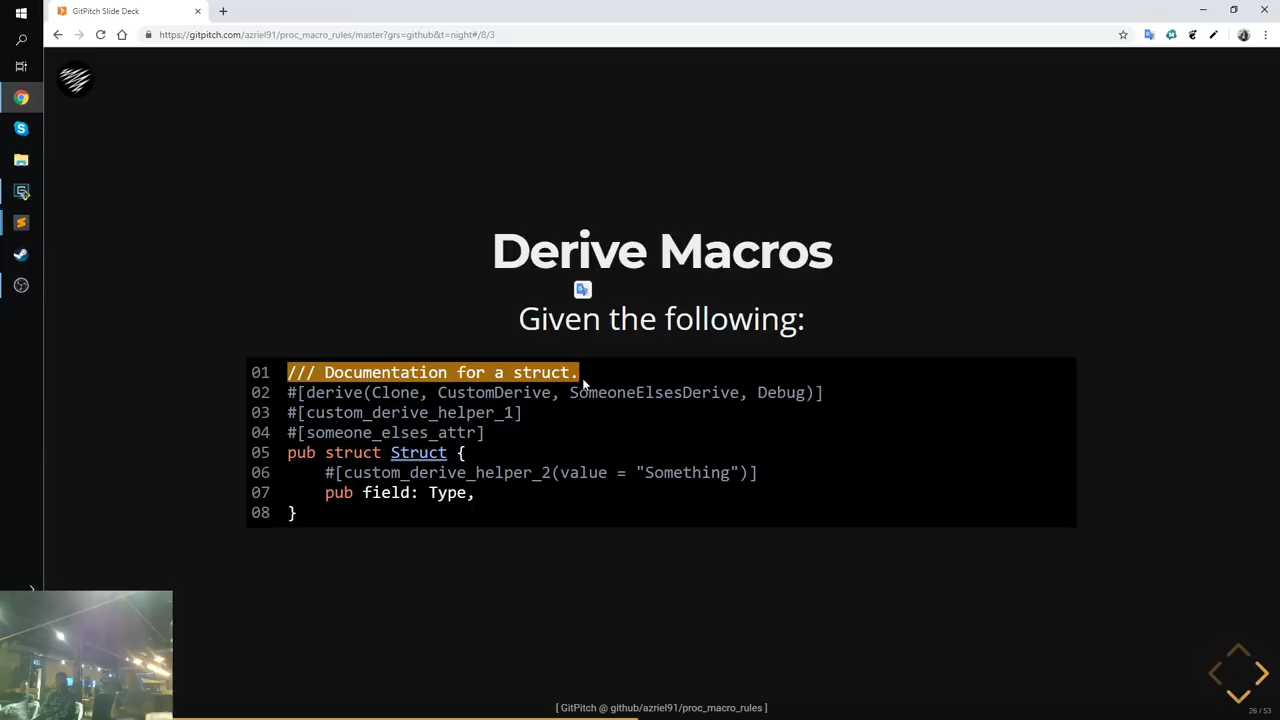 GitPitch Slide Deck
https://gitpitch.com/azriel91/proc_macro_rules/master?grs=github&t=night#/8/3
Derive Macros
Given the following:
01 /// Documentation for a struct.
02 #[derive(Clone, CustomDerive, SomeoneElsesDerive, Debug)]
03 #[custom_derive_helper_1]
04 #[someone_elses_attr]
05 pub struct Struct {
06     #[custom_derive_helper_2(value = "Something")]
07     pub field: Type,
08 }
[ GitPitch @ github/azriel91/proc_macro_rules ]
26 / 53